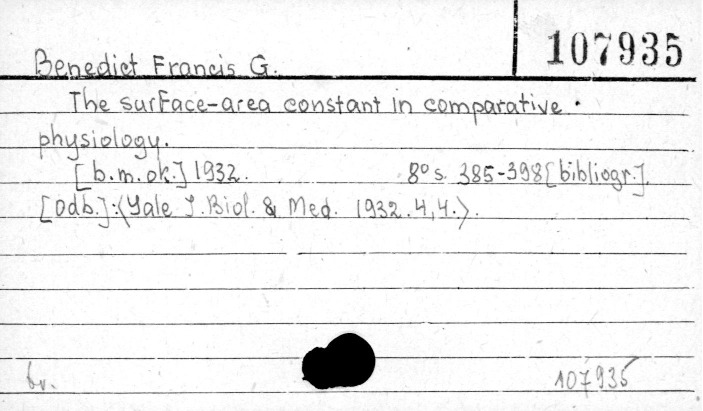 107935
Benedict Francis G.
The surface-area constant in comparative
physiology.
[b.m.ok.] 1932. 8° s. 385-398 [bibliogr.].
[Odb.]:⟨Yale J. Biol. & Med. 1932. 4,4.⟩.
br. 107935